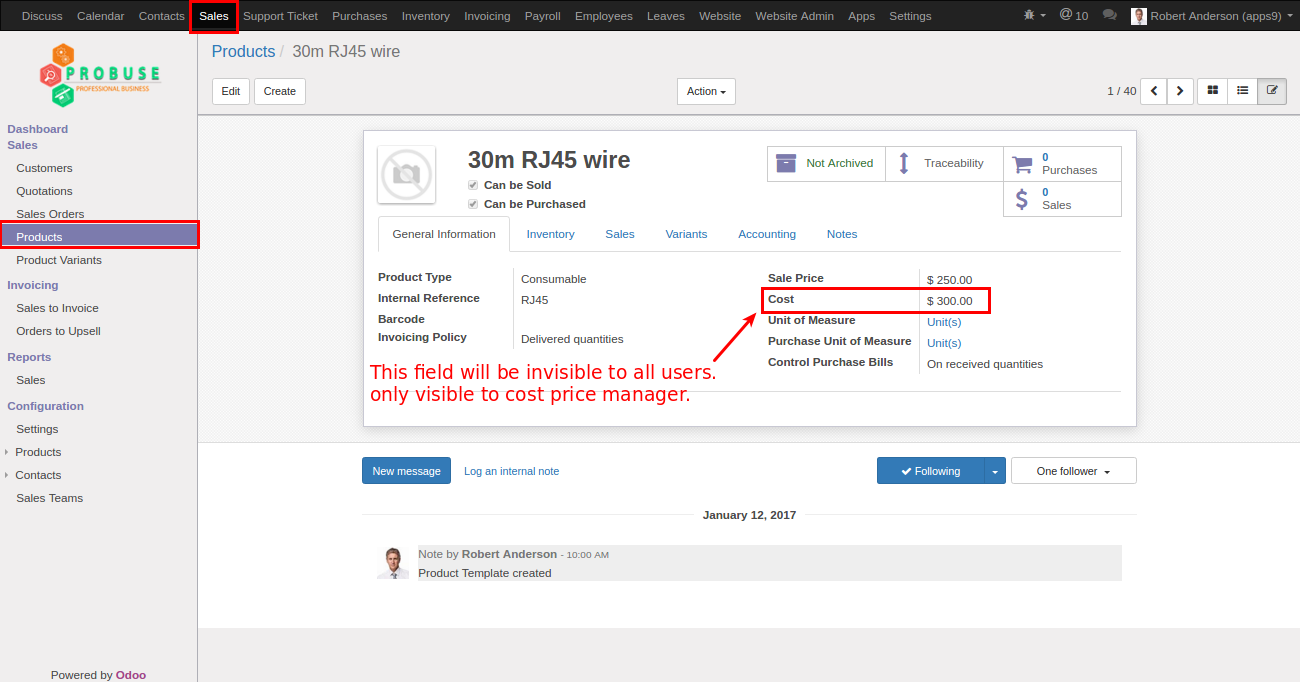 Discuss Calendar Contacts Sales Support Ticket Purchases Inventory Invoicing Payroll Employees Leaves Website Website Admin Apps Settings @ 10 Robert Anderson (apps9)
PROBUSE
PROFESSIONAL BUSINESS
Dashboard
Sales
Customers
Quotations
Sales Orders
Products
Product Variants
Invoicing
Sales to Invoice
Orders to Upsell
Reports
Sales
Configuration
Settings
Products
Contacts
Sales Teams
Powered by Odoo
Products / 30m RJ45 wire
Edit Create Action 1 / 40
30m RJ45 wire
Can be Sold
Can be Purchased
Not Archived
Traceability
0
Purchases
0
Sales
General Information Inventory Sales Variants Accounting Notes
Product Type Consumable
Internal Reference RJ45
Barcode
Invoicing Policy Delivered quantities
Sale Price $ 250.00
Cost $ 300.00
Unit of Measure Unit(s)
Purchase Unit of Measure Unit(s)
Control Purchase Bills On received quantities
This field will be invisible to all users.
only visible to cost price manager.
New message Log an internal note Following One follower
January 12, 2017
Note by Robert Anderson - 10:00 AM
Product Template created